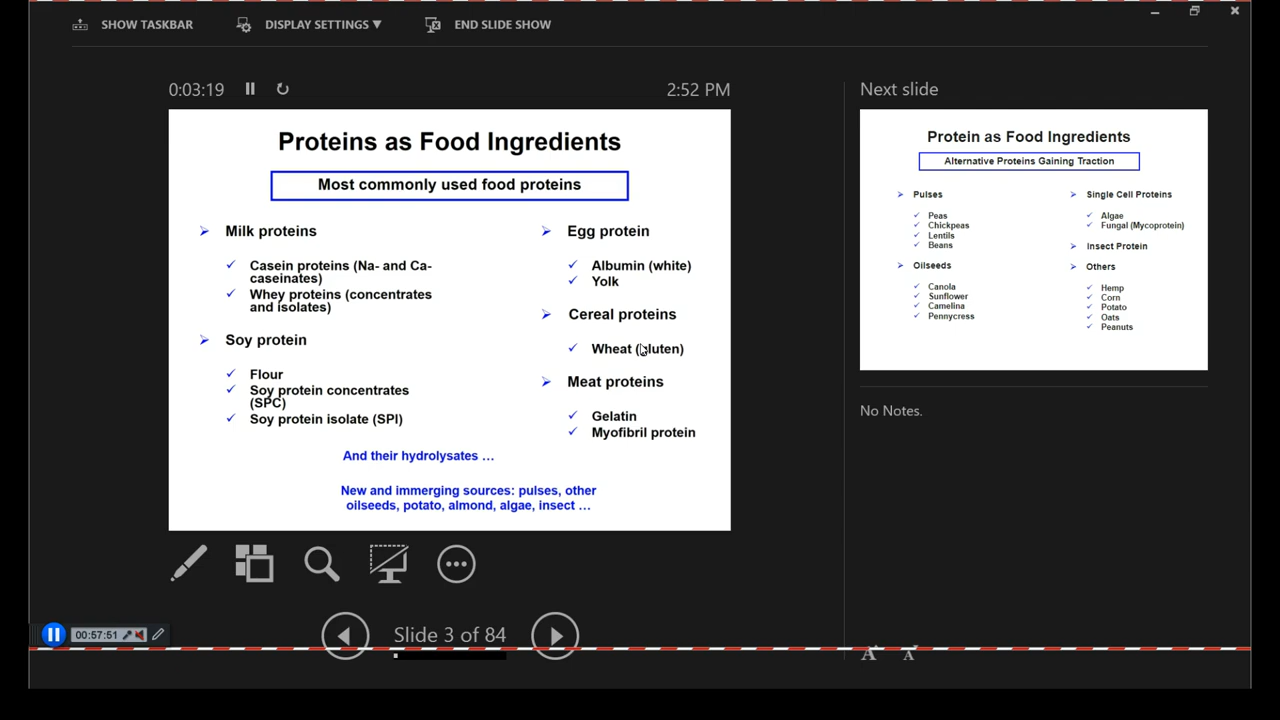 SHOW TASKBAR
DISPLAY SETTINGS ▼
END SLIDE SHOW
0:03:19
2:52 PM
Proteins as Food Ingredients
Most commonly used food proteins
Milk proteins
Casein proteins (Na- and Ca-
caseinates)
Whey proteins (concentrates
and isolates)
Soy protein
Flour
Soy protein concentrates
(SPC)
Soy protein isolate (SPI)
Egg protein
Albumin (white)
Yolk
Cereal proteins
Wheat (gluten)
Meat proteins
Gelatin
Myofibril protein
And their hydrolysates …
New and immerging sources: pulses, other
oilseeds, potato, almond, algae, insect …
Next slide
Protein as Food Ingredients
Alternative Proteins Gaining Traction
Pulses
Peas
Chickpeas
Lentils
Beans
Oilseeds
Canola
Sunflower
Camelina
Pennycress
Single Cell Proteins
Algae
Fungal (Mycoprotein)
Insect Protein
Others
Hemp
Corn
Potato
Oats
Peanuts
No Notes.
00:57:51
Slide 3 of 84
A A